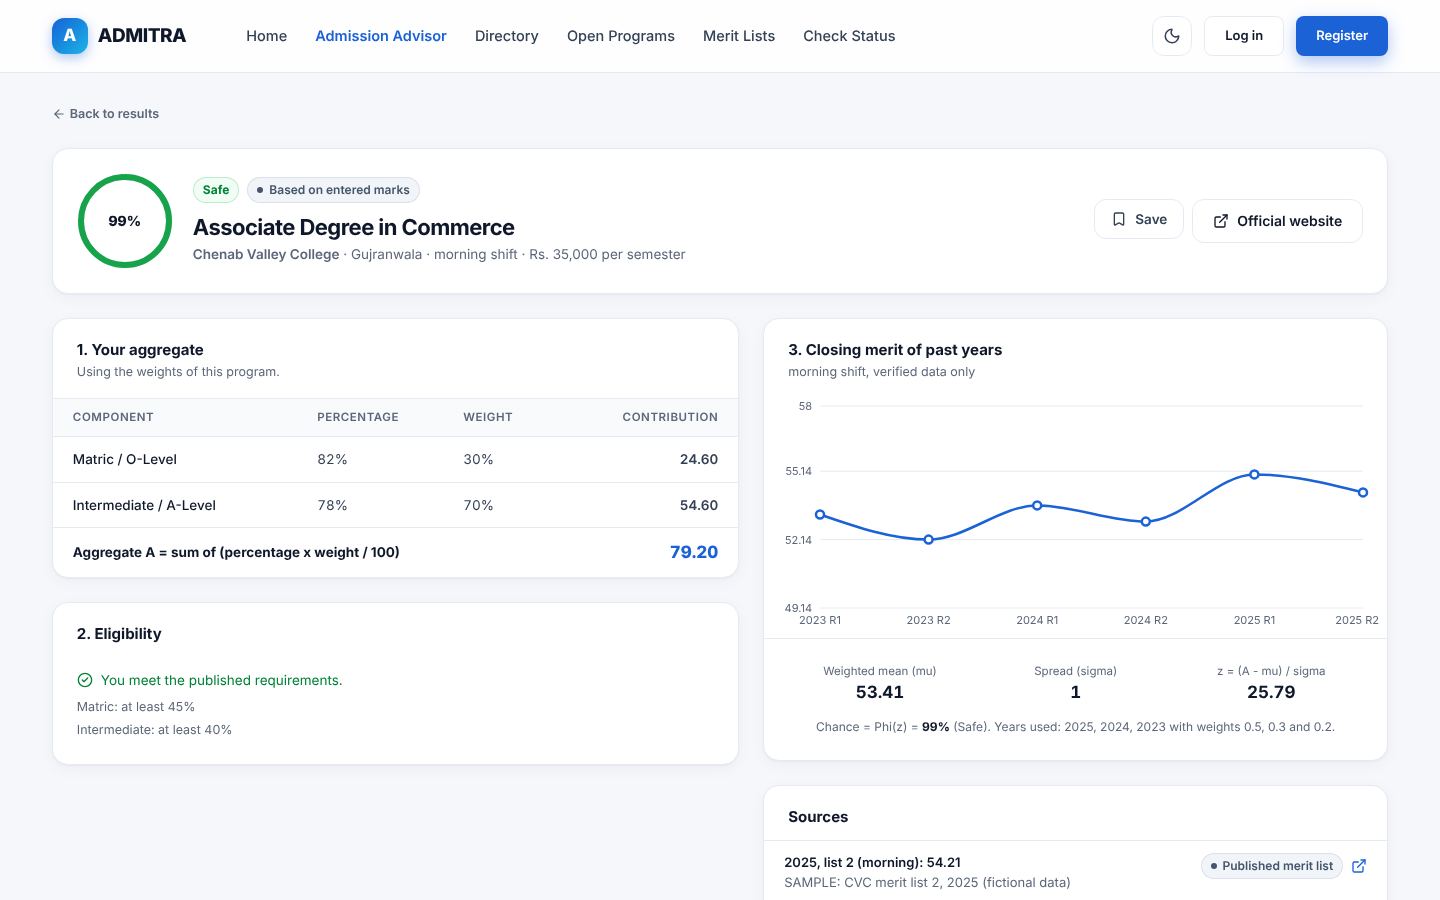 A ADMITRA Home Admission Advisor Directory Open Programs Merit Lists Check Status Log in Register
Back to results
99%
Safe Based on entered marks
Associate Degree in Commerce
Chenab Valley College · Gujranwala · morning shift · Rs. 35,000 per semester
Save Official website
1. Your aggregate
Using the weights of this program.
COMPONENT PERCENTAGE WEIGHT CONTRIBUTION
Matric / O-Level 82% 30% 24.60
Intermediate / A-Level 78% 70% 54.60
Aggregate A = sum of (percentage x weight / 100) 79.20
2. Eligibility
You meet the published requirements.
Matric: at least 45%
Intermediate: at least 40%
3. Closing merit of past years
morning shift, verified data only
58
55.14
52.14
49.14
2023 R1 2023 R2 2024 R1 2024 R2 2025 R1 2025 R2
Weighted mean (mu) Spread (sigma) z = (A - mu) / sigma
53.41 1 25.79
Chance = Phi(z) = 99% (Safe). Years used: 2025, 2024, 2023 with weights 0.5, 0.3 and 0.2.
Sources
2025, list 2 (morning): 54.21 Published merit list
SAMPLE: CVC merit list 2, 2025 (fictional data)